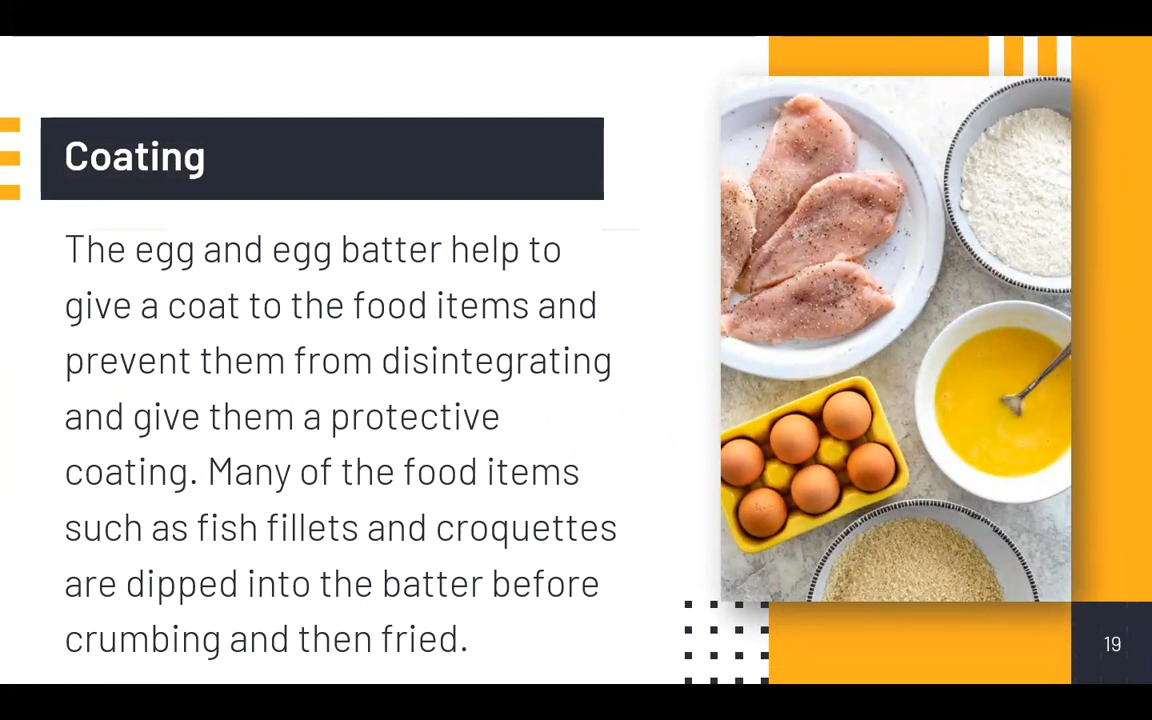 Coating
The egg and egg batter help to
give a coat to the food items and
prevent them from disintegrating
and give them a protective
coating. Many of the food items
such as fish fillets and croquettes
are dipped into the batter before
crumbing and then fried.
19